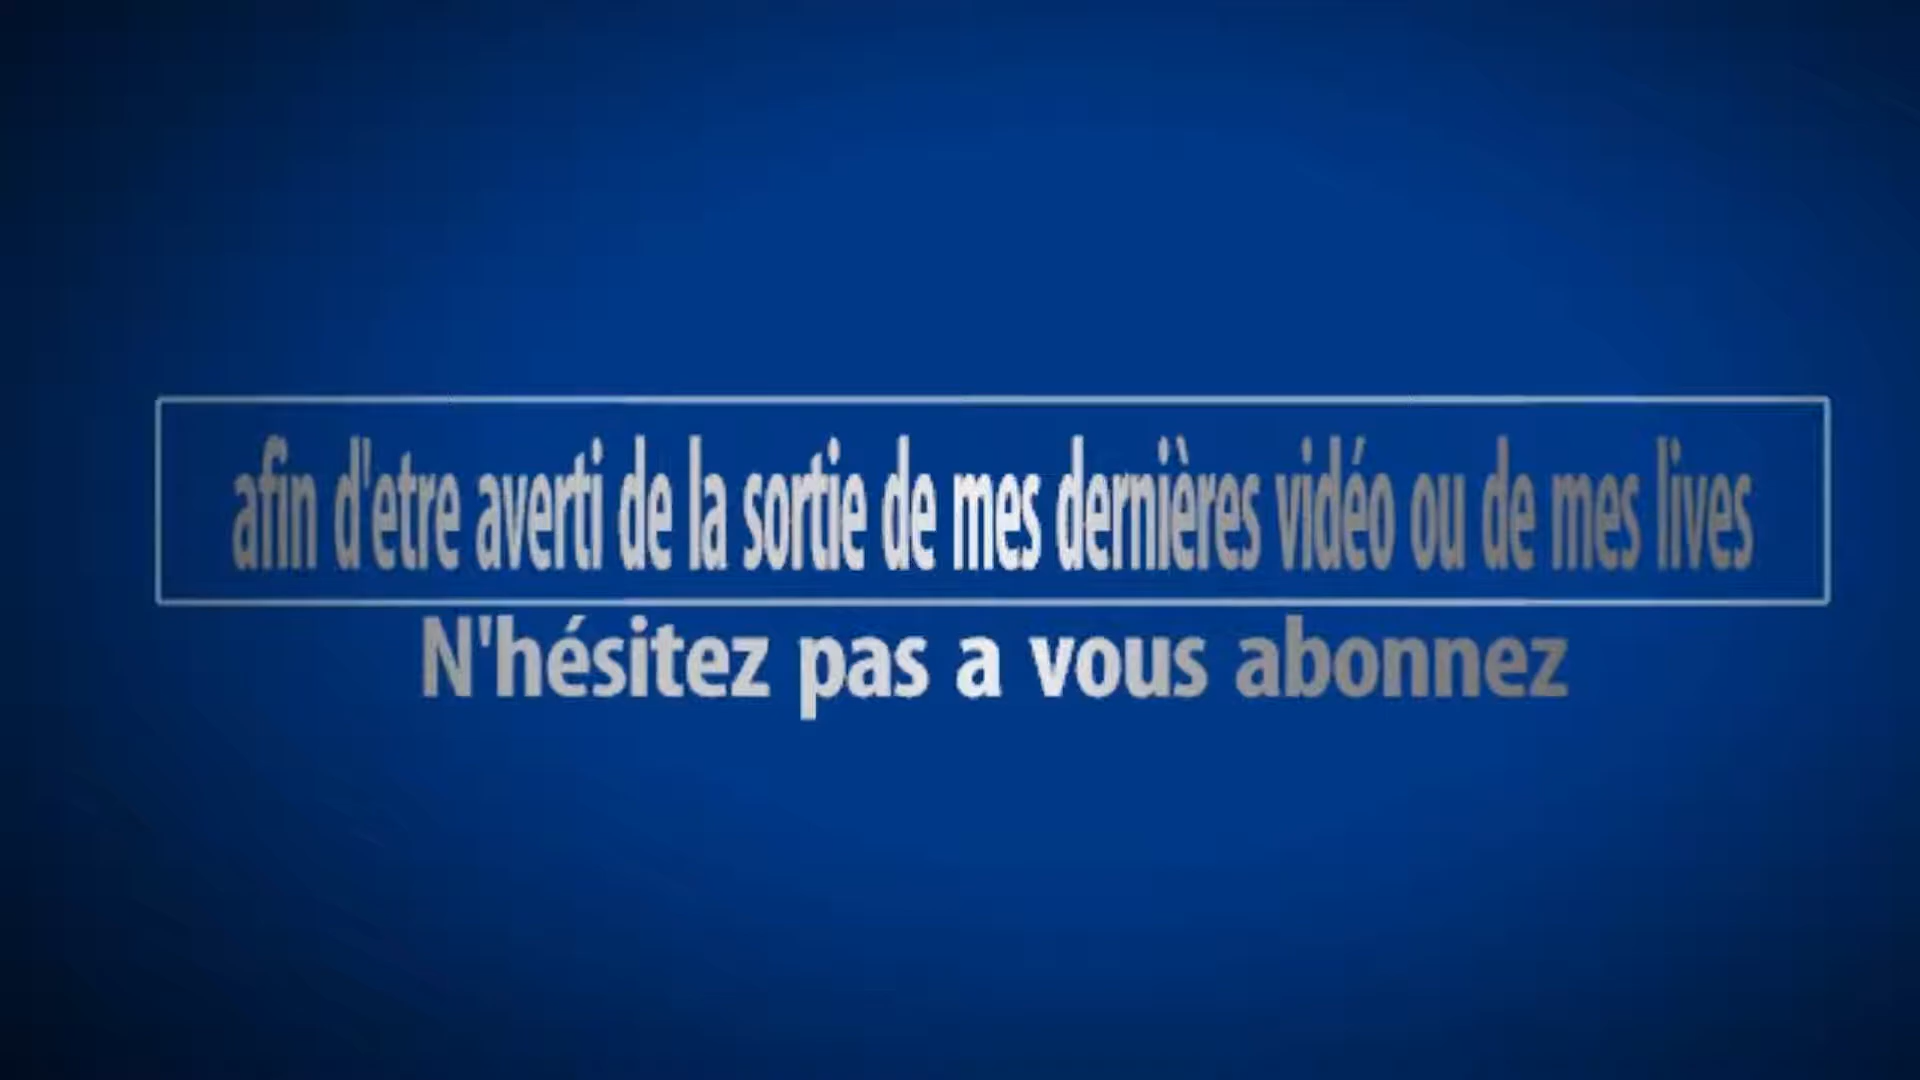 afin d'etre averti de la sortie de mes dernières vidéo ou de mes lives
N'hésitez pas a vous abonnez